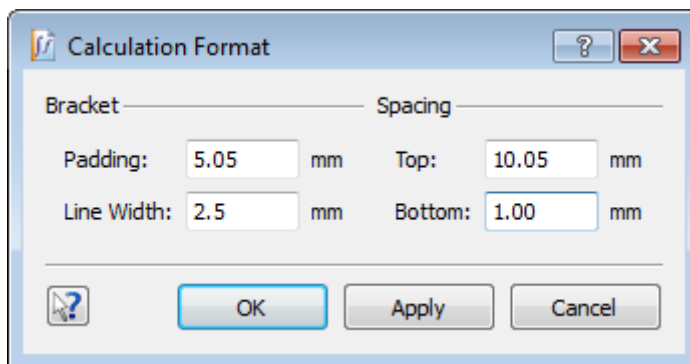 Calculation Format
Bracket Spacing
Padding: 5.05 mm Top: 10.05 mm
Line Width: 2.5 mm Bottom: 1.00 mm
OK Apply Cancel